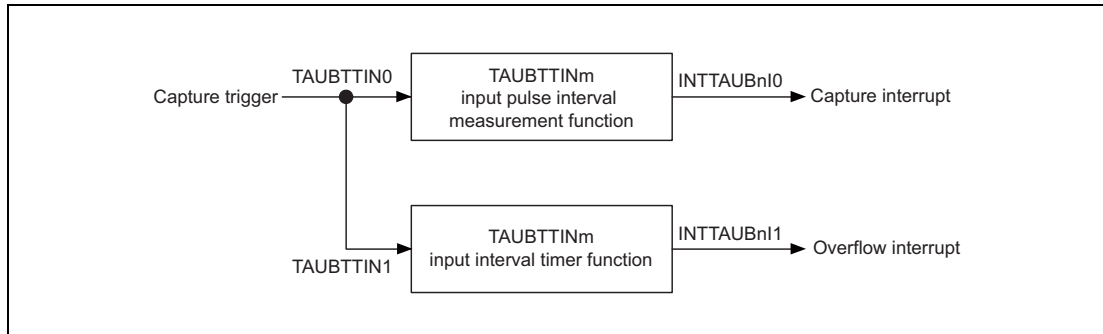 TAUBTTIN0
Capture trigger
TAUBTTINm
input pulse interval
measurement function
INTTAUBnI0
Capture interrupt
TAUBTTIN1
TAUBTTINm
input interval timer function
INTTAUBnI1
Overflow interrupt